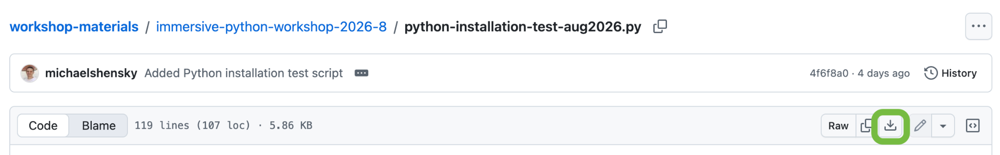 workshop-materials / immersive-python-workshop-2026-8 / python-installation-test-aug2026.py
michaelshensky Added Python installation test script 4f6f8a0 · 4 days ago History
Code Blame 119 lines (107 loc) · 5.86 KB Raw